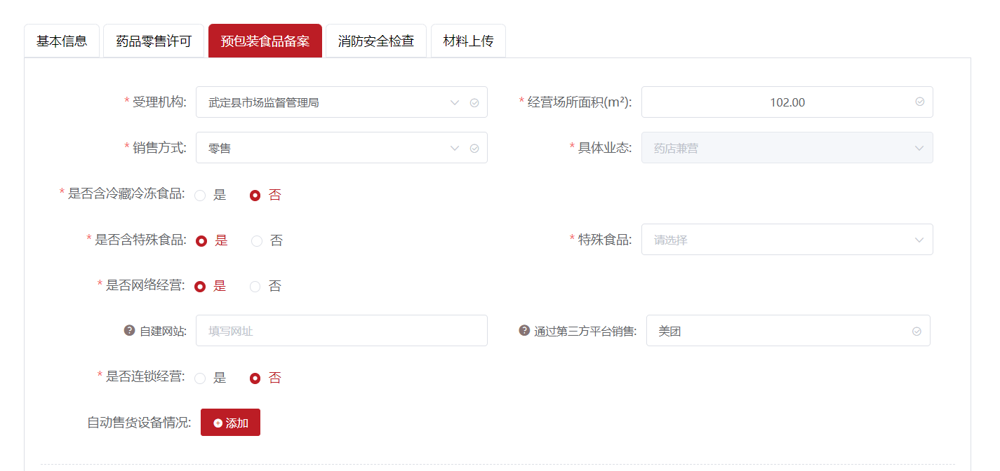 基本信息 药品零售许可 预包装食品备案 消防安全检查 材料上传
* 受理机构: 武定县市场监督管理局 * 经营场所面积(m²): 102.00
* 销售方式: 零售 * 具体业态: 药店兼营
* 是否含冷藏冷冻食品: 是 否
* 是否含特殊食品: 是 否 * 特殊食品: 请选择
* 是否网络经营: 是 否
? 自建网站: 填写网址 ? 通过第三方平台销售: 美团
* 是否连锁经营: 是 否
自动售货设备情况: 添加